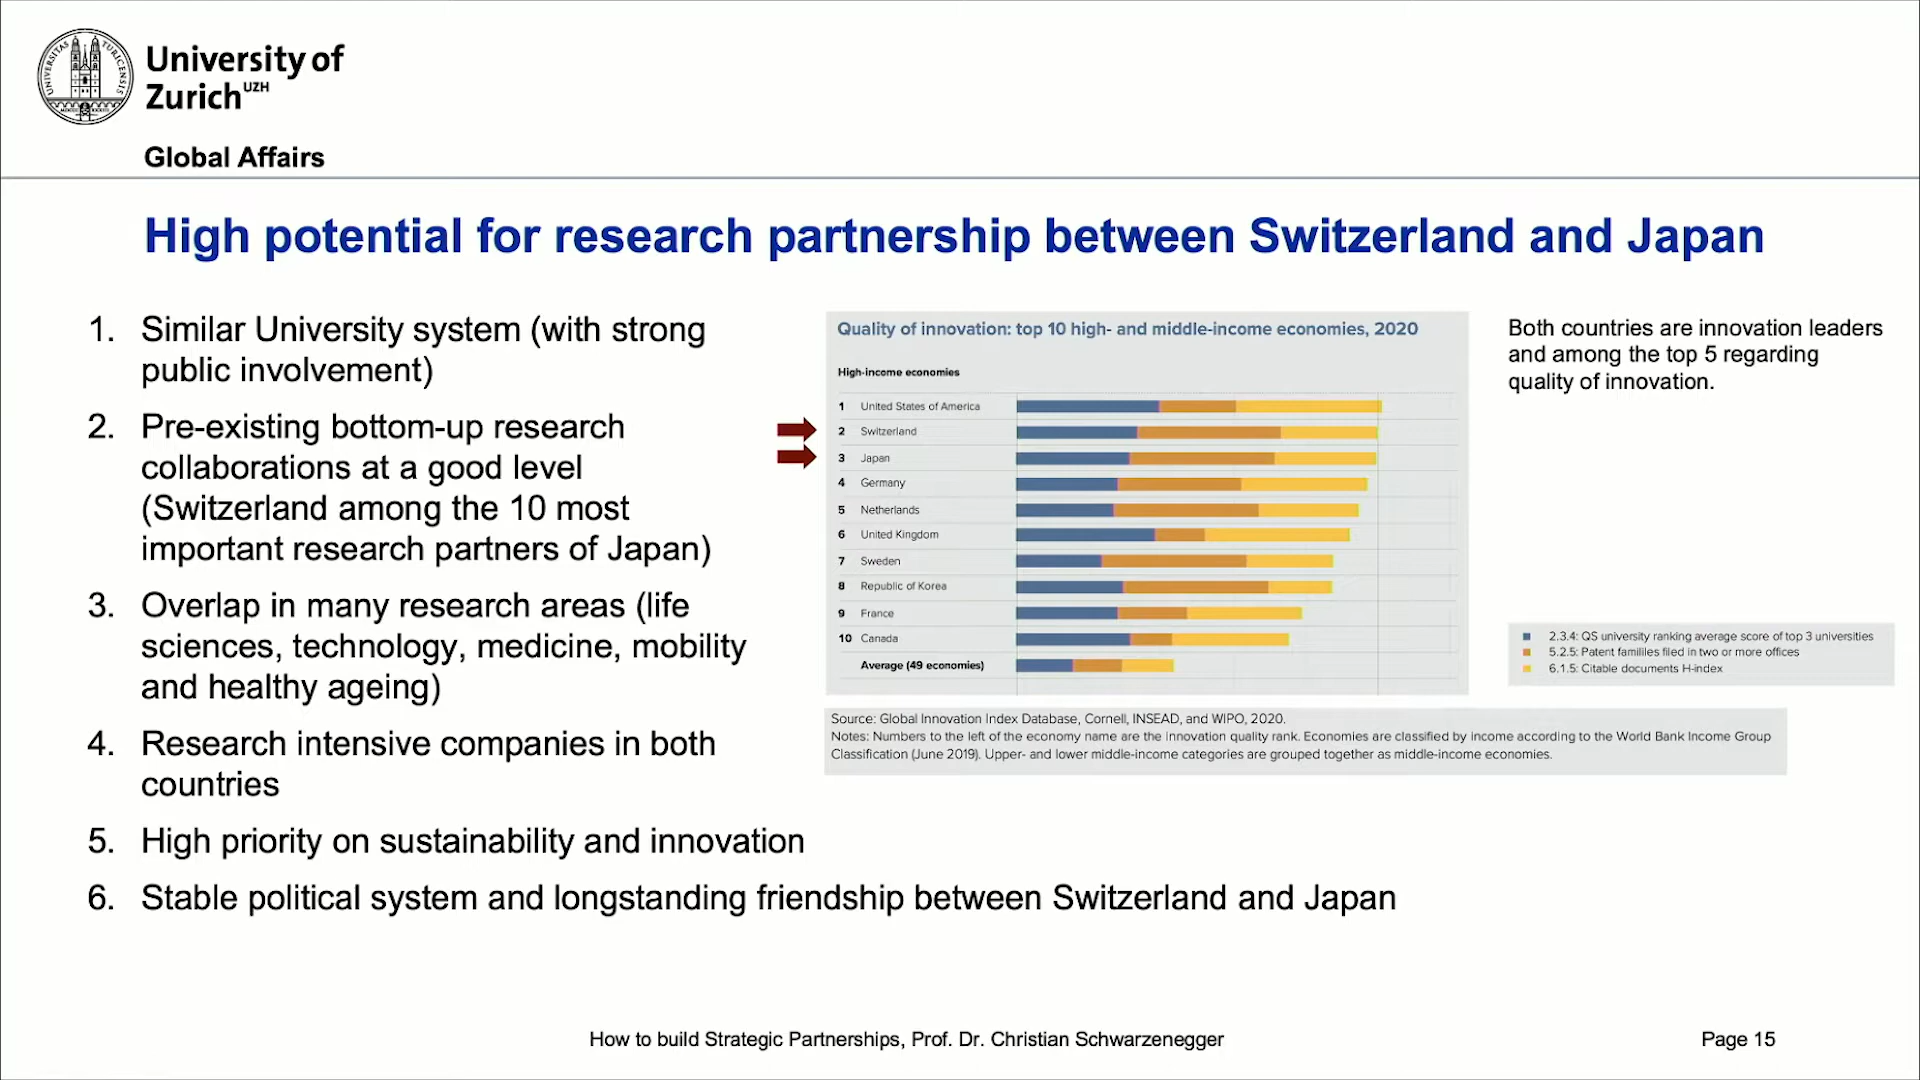 UNIVERSITAS TURICENSIS
University of
Zurich UZH
Global Affairs
High potential for research partnership between Switzerland and Japan
1. Similar University system (with strong
public involvement)
2. Pre-existing bottom-up research
collaborations at a good level
(Switzerland among the 10 most
important research partners of Japan)
3. Overlap in many research areas (life
sciences, technology, medicine, mobility
and healthy ageing)
4. Research intensive companies in both
countries
5. High priority on sustainability and innovation
6. Stable political system and longstanding friendship between Switzerland and Japan
Quality of innovation: top 10 high- and middle-income economies, 2020
High-income economies
1 United States of America
2 Switzerland
3 Japan
4 Germany
5 Netherlands
6 United Kingdom
7 Sweden
8 Republic of Korea
9 France
10 Canada
Average (49 economies)
Both countries are innovation leaders
and among the top 5 regarding
quality of innovation.
2.3.4: QS university ranking average score of top 3 universities
5.2.5: Patent families filed in two or more offices
6.1.5: Citable documents H-index
Source: Global Innovation Index Database, Cornell, INSEAD, and WIPO, 2020.
Notes: Numbers to the left of the economy name are the innovation quality rank. Economies are classified by income according to the World Bank Income Group
Classification (June 2019). Upper- and lower middle-income categories are grouped together as middle-income economies.
How to build Strategic Partnerships, Prof. Dr. Christian Schwarzenegger
Page 15